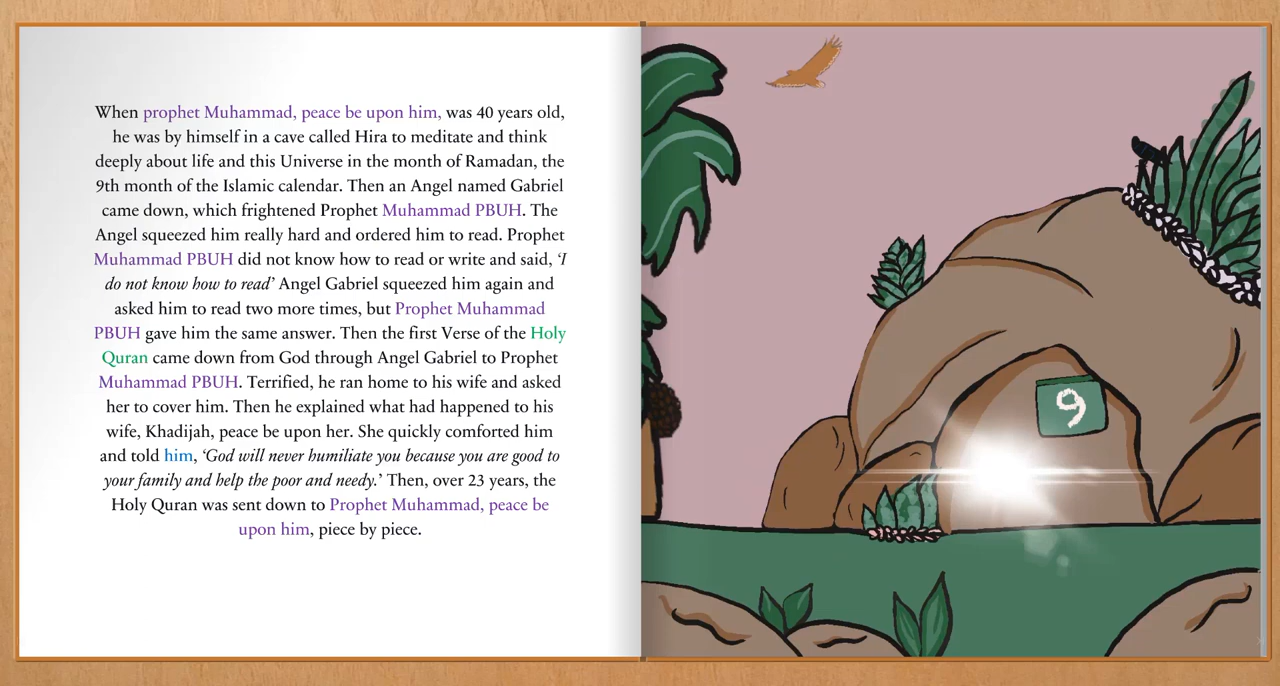 When prophet Muhammad, peace be upon him, was 40 years old,
he was by himself in a cave called Hira to meditate and think
deeply about life and this Universe in the month of Ramadan, the
9th month of the Islamic calendar. Then an Angel named Gabriel
came down, which frightened Prophet Muhammad PBUH. The
Angel squeezed him really hard and ordered him to read. Prophet
Muhammad PBUH did not know how to read or write and said, ‘I
do not know how to read’ Angel Gabriel squeezed him again and
asked him to read two more times, but Prophet Muhammad
PBUH gave him the same answer. Then the first Verse of the Holy
Quran came down from God through Angel Gabriel to Prophet
Muhammad PBUH. Terrified, he ran home to his wife and asked
her to cover him. Then he explained what had happened to his
wife, Khadijah, peace be upon her. She quickly comforted him
and told him, ‘God will never humiliate you because you are good to
your family and help the poor and needy.’ Then, over 23 years, the
Holy Quran was sent down to Prophet Muhammad, peace be
upon him, piece by piece.
9